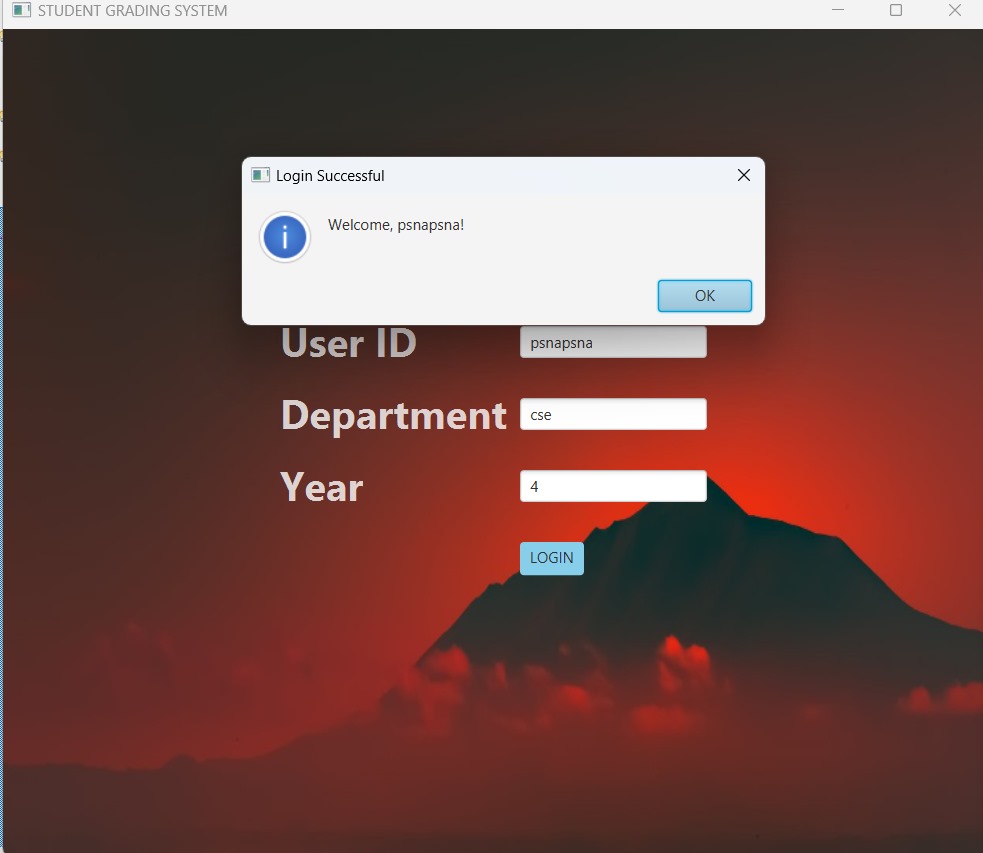 STUDENT GRADING SYSTEM
Login Successful
Welcome, psnapsna!
OK
User ID psnapsna
Department cse
Year 4
LOGIN